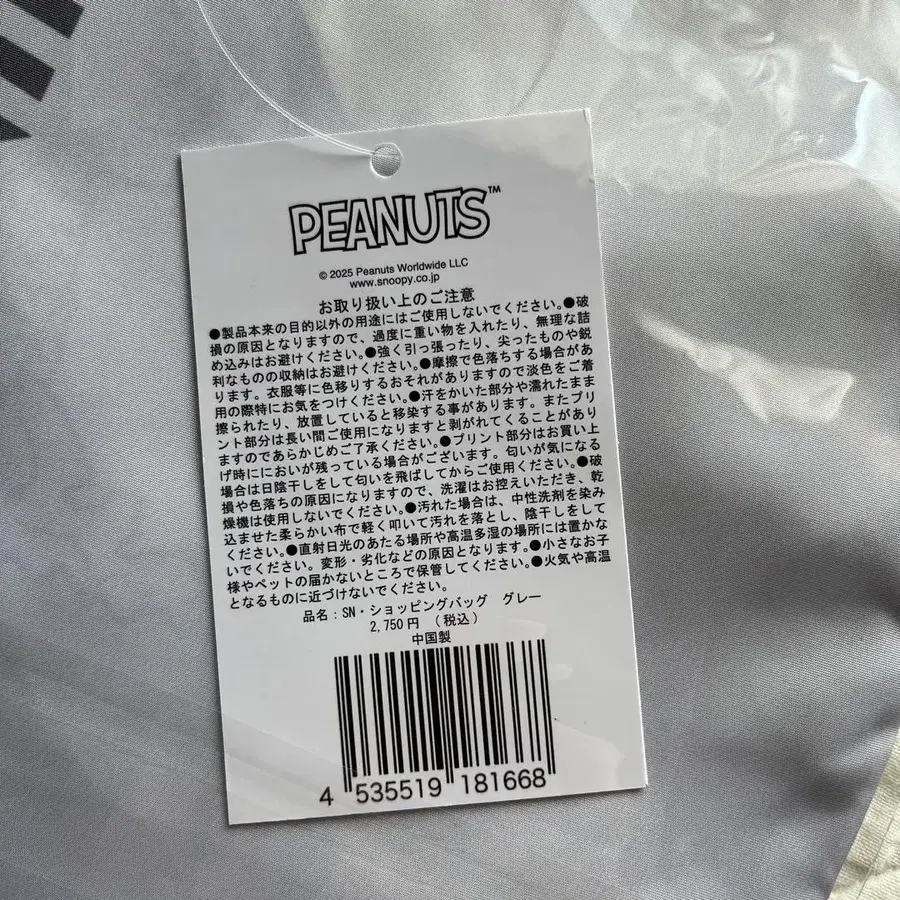 PEANUTS™
© 2025 Peanuts Worldwide LLC
www.snoopy.co.jp
お取り扱い上のご注意
●製品本来の目的以外の用途にはご使用しないでください。●破
損の原因となりますので、過度に重い物を入れたり、無理な詰
め込みはお避けください。●強く引っ張ったり、尖ったものや鋭
利なものの収納はお避けください。●摩擦で色落ちする場合があ
ります。衣服等に色移りするおそれがありますので淡色をご着
用の際特にお気をつけください。●汗をかいた部分や濡れたまま
擦られたり、放置していると移染する事があります。またプリ
ント部分は長い間ご使用になりますと剥がれてくることがあり
ますのであらかじめご了承ください。●プリント部分はお買い上
げ時ににおいが残っている場合がございます。匂いが気になる
場合は日陰干しをして匂いを飛ばしてからご使用ください。●破
損や色落ちの原因になりますので、洗濯はお控えいただき、乾
燥機は使用しないでください。●汚れた場合は、中性洗剤を染み
込ませた柔らかい布で軽く叩いて汚れを落とし、陰干しをして
ください。●直射日光のあたる場所や高温多湿の場所には置かな
いでください。変形・劣化などの原因となります。●小さなお子
様やペットの届かないところで保管してください。●火気や高温
となるものに近づけないでください。
品名：SN・ショッピングバッグ グレー
2,750円 （税込）
中国製
4 535519 181668